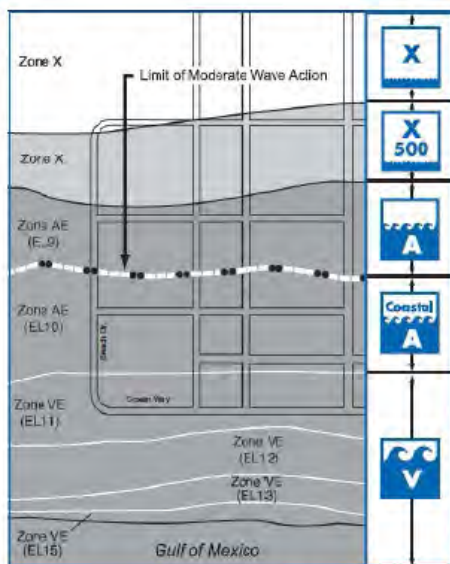 Zone X
Limit of Moderate Wave Action
Zone X
Zone AE
(EL9)
Zone AE
(EL10)
Beach Dr.
Ocean Way
Zone VE
(EL11)
Zone VE
(EL12)
Zone VE
(EL13)
Zone VE
(EL15)
Gulf of Mexico
X
X
500
A
Coastal
A
V